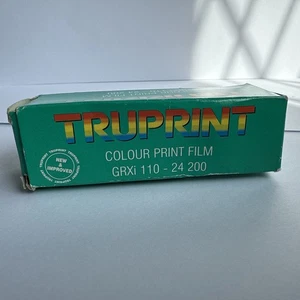 TRUPRINT
COLOUR PRINT FILM
GRXi 110 - 24 200
NEW &
IMPROVED